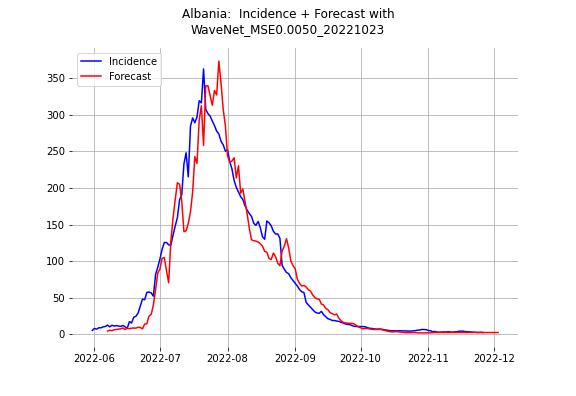 Albania:  Incidence + Forecast with
WaveNet_MSE0.0050_20221023
Incidence
Forecast
350
300
250
200
150
100
50
0
2022-06 2022-07 2022-08 2022-09 2022-10 2022-11 2022-12